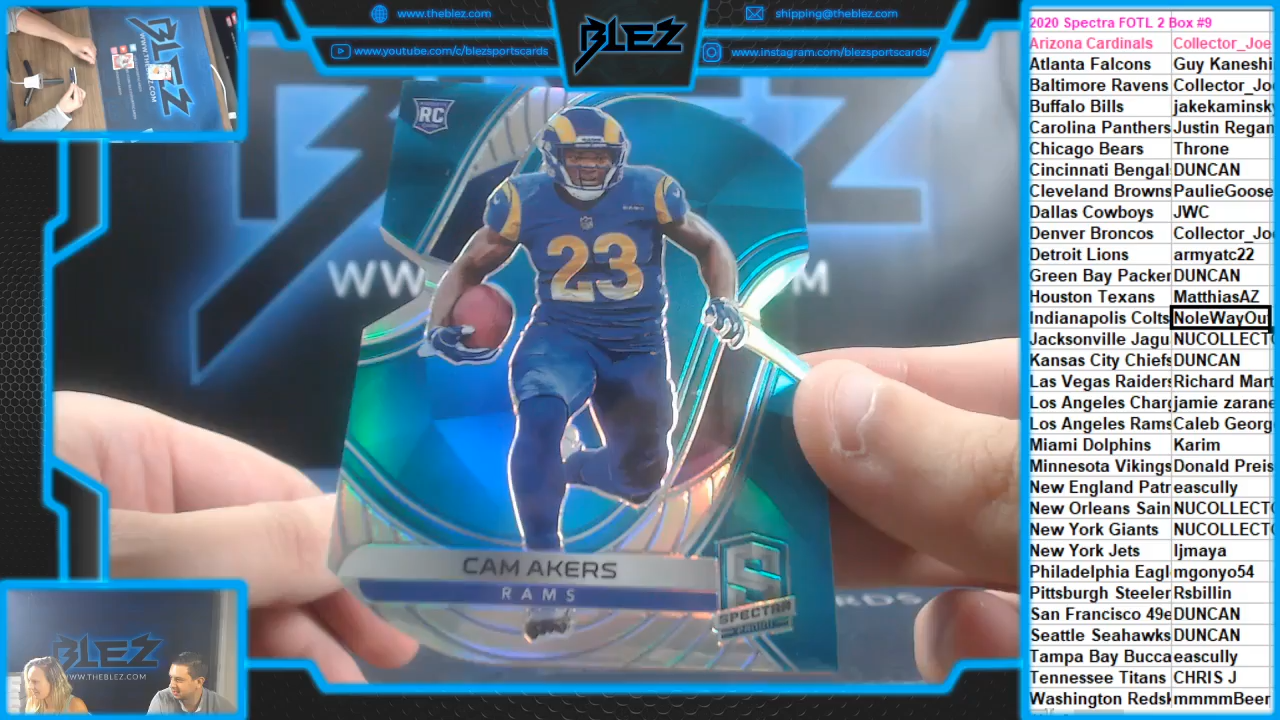 www.theblez.com
shipping@theblez.com
www.youtube.com/c/blezsportscards
www.instagram.com/blezsportscards/
BLEZ
BLEZ
WWW.THEBLEZ.COM
RC
23
CAM AKERS
RAMS
SPECTRA
PANINI
BLEZ
WWW.THEBLEZ.COM
2020 Spectra FOTL 2 Box #9
Arizona Cardinals Collector_Joe
Atlanta Falcons Guy Kaneshi
Baltimore Ravens Collector_Joe
Buffalo Bills jakekaminsky
Carolina Panthers Justin Regan
Chicago Bears Throne
Cincinnati Bengal DUNCAN
Cleveland Browns PaulieGoose
Dallas Cowboys JWC
Denver Broncos Collector_Joe
Detroit Lions armyatc22
Green Bay Packer DUNCAN
Houston Texans MatthiasAZ
Indianapolis Colts NoleWayOu
Jacksonville Jagu NUCOLLECTO
Kansas City Chiefs DUNCAN
Las Vegas Raiders Richard Mart
Los Angeles Charg jamie zarane
Los Angeles Rams Caleb Georg
Miami Dolphins Karim
Minnesota Vikings Donald Preis
New England Patr eascully
New Orleans Sain NUCOLLECTO
New York Giants NUCOLLECTO
New York Jets ljmaya
Philadelphia Eagl mgonyo54
Pittsburgh Steeler Rsbillin
San Francisco 49e DUNCAN
Seattle Seahawks DUNCAN
Tampa Bay Bucca eascully
Tennessee Titans CHRIS J
Washington Redsk mmmmBeer